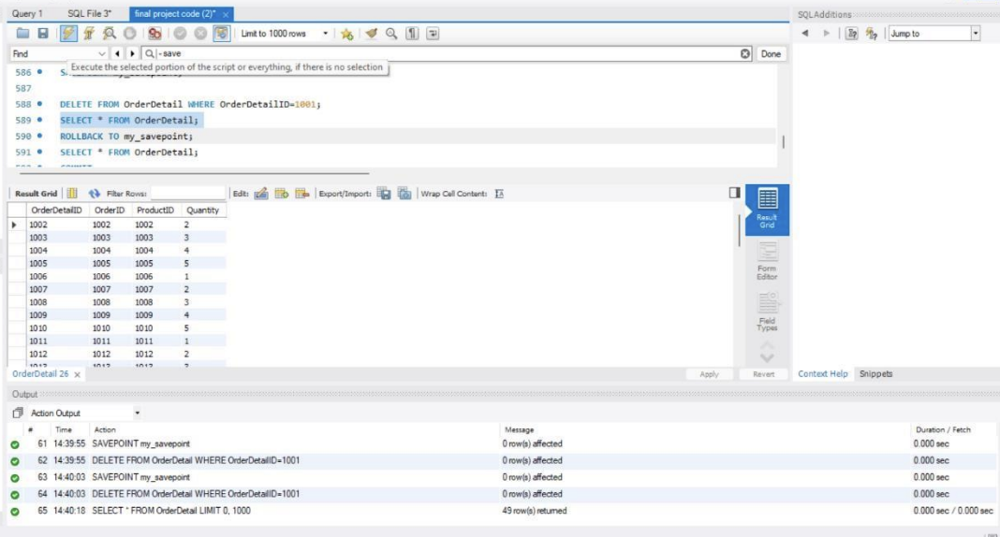 Query 1 SQL File 3* final project code (2)* ×
SQLAdditions
Limit to 1000 rows
Jump to
Find Q -save Done
Execute the selected portion of the script or everything, if there is no selection
586
587
588 DELETE FROM OrderDetail WHERE OrderDetailID=1001;
589 SELECT * FROM OrderDetail;
590 ROLLBACK TO my_savepoint;
591 SELECT * FROM OrderDetail;
Result Grid Filter Rows: Edit: Export/Import: Wrap Cell Content:
OrderDetailID OrderID ProductID Quantity
1002 1002 1002 2
1003 1003 1003 3
1004 1004 1004 4
1005 1005 1005 5
1006 1006 1006 1
1007 1007 1007 2
1008 1008 1008 3
1009 1009 1009 4
1010 1010 1010 5
1011 1011 1011 1
1012 1012 1012 2
Result
Grid
Form
Editor
Field
Types
OrderDetail 26 × Apply Revert
Context Help Snippets
Output
Action Output
# Time Action Message Duration / Fetch
61 14:39:55 SAVEPOINT my_savepoint 0 row(s) affected 0.000 sec
62 14:39:55 DELETE FROM OrderDetail WHERE OrderDetailID=1001 0 row(s) affected 0.000 sec
63 14:40:03 SAVEPOINT my_savepoint 0 row(s) affected 0.000 sec
64 14:40:03 DELETE FROM OrderDetail WHERE OrderDetailID=1001 0 row(s) affected 0.000 sec
65 14:40:18 SELECT * FROM OrderDetail LIMIT 0, 1000 49 row(s) returned 0.000 sec / 0.000 sec